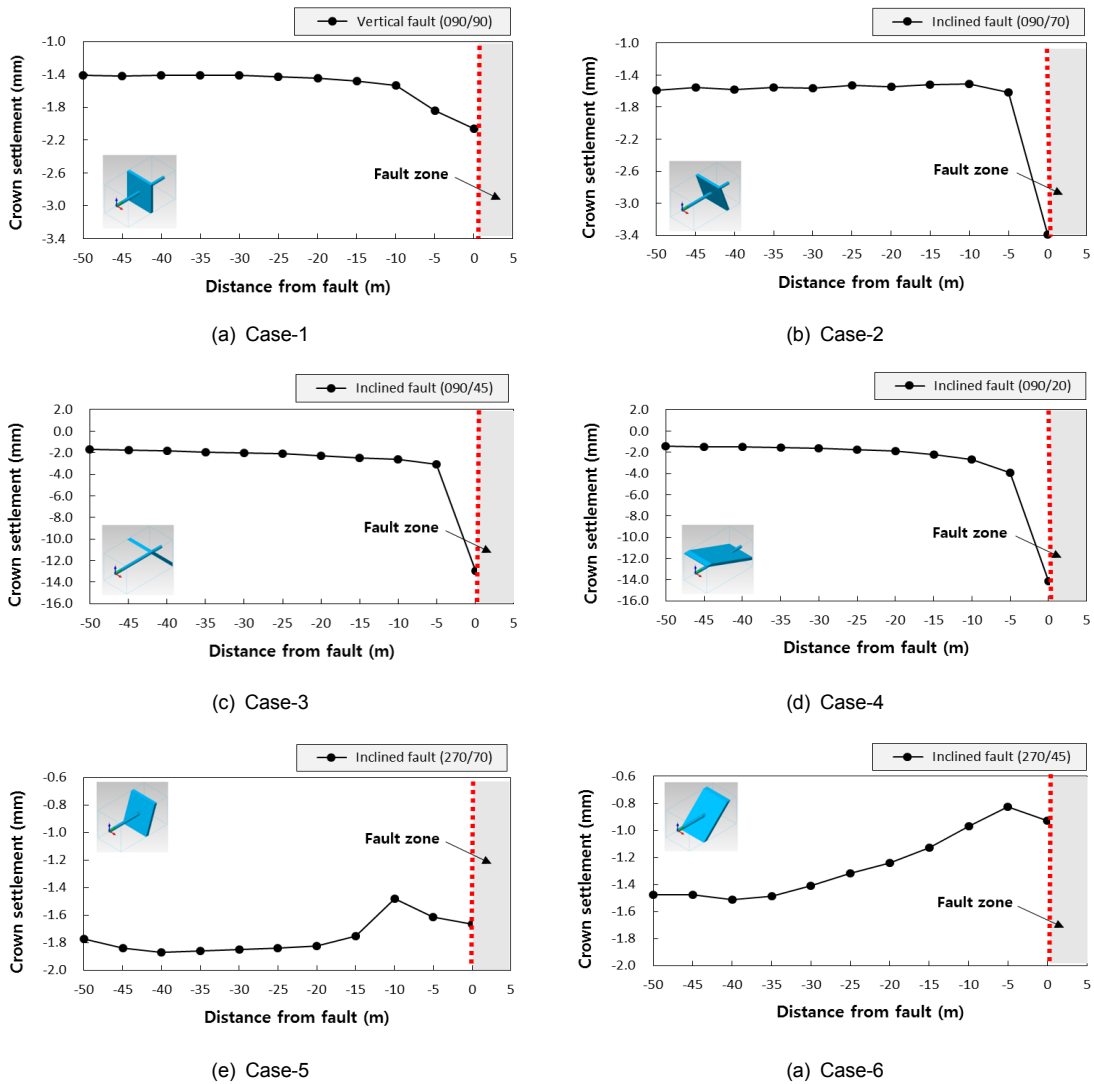 Vertical fault (090/90)
-1.0
-1.4
-1.8
-2.2
-2.6
-3.0
-3.4
Crown settlement (mm)
Fault zone
-50 -45 -40 -35 -30 -25 -20 -15 -10 -5 0 5
Distance from fault (m)
(a) Case-1
Inclined fault (090/70)
-1.0
-1.4
-1.8
-2.2
-2.6
-3.0
-3.4
Crown settlement (mm)
Fault zone
-50 -45 -40 -35 -30 -25 -20 -15 -10 -5 0 5
Distance from fault (m)
(b) Case-2
Inclined fault (090/45)
2.0
0.0
-2.0
-4.0
-6.0
-8.0
-10.0
-12.0
-14.0
-16.0
Crown settlement (mm)
Fault zone
-50 -45 -40 -35 -30 -25 -20 -15 -10 -5 0 5
Distance from fault (m)
(c) Case-3
Inclined fault (090/20)
2.0
0.0
-2.0
-4.0
-6.0
-8.0
-10.0
-12.0
-14.0
-16.0
Crown settlement (mm)
Fault zone
-50 -45 -40 -35 -30 -25 -20 -15 -10 -5 0 5
Distance from fault (m)
(d) Case-4
Inclined fault (270/70)
-0.6
-0.8
-1.0
-1.2
-1.4
-1.6
-1.8
-2.0
Crown settlement (mm)
Fault zone
-50 -45 -40 -35 -30 -25 -20 -15 -10 -5 0 5
Distance from fault (m)
(e) Case-5
Inclined fault (270/45)
-0.6
-0.8
-1.0
-1.2
-1.4
-1.6
-1.8
-2.0
Crown settlement (mm)
Fault zone
-50 -45 -40 -35 -30 -25 -20 -15 -10 -5 0 5
Distance from fault (m)
(a) Case-6